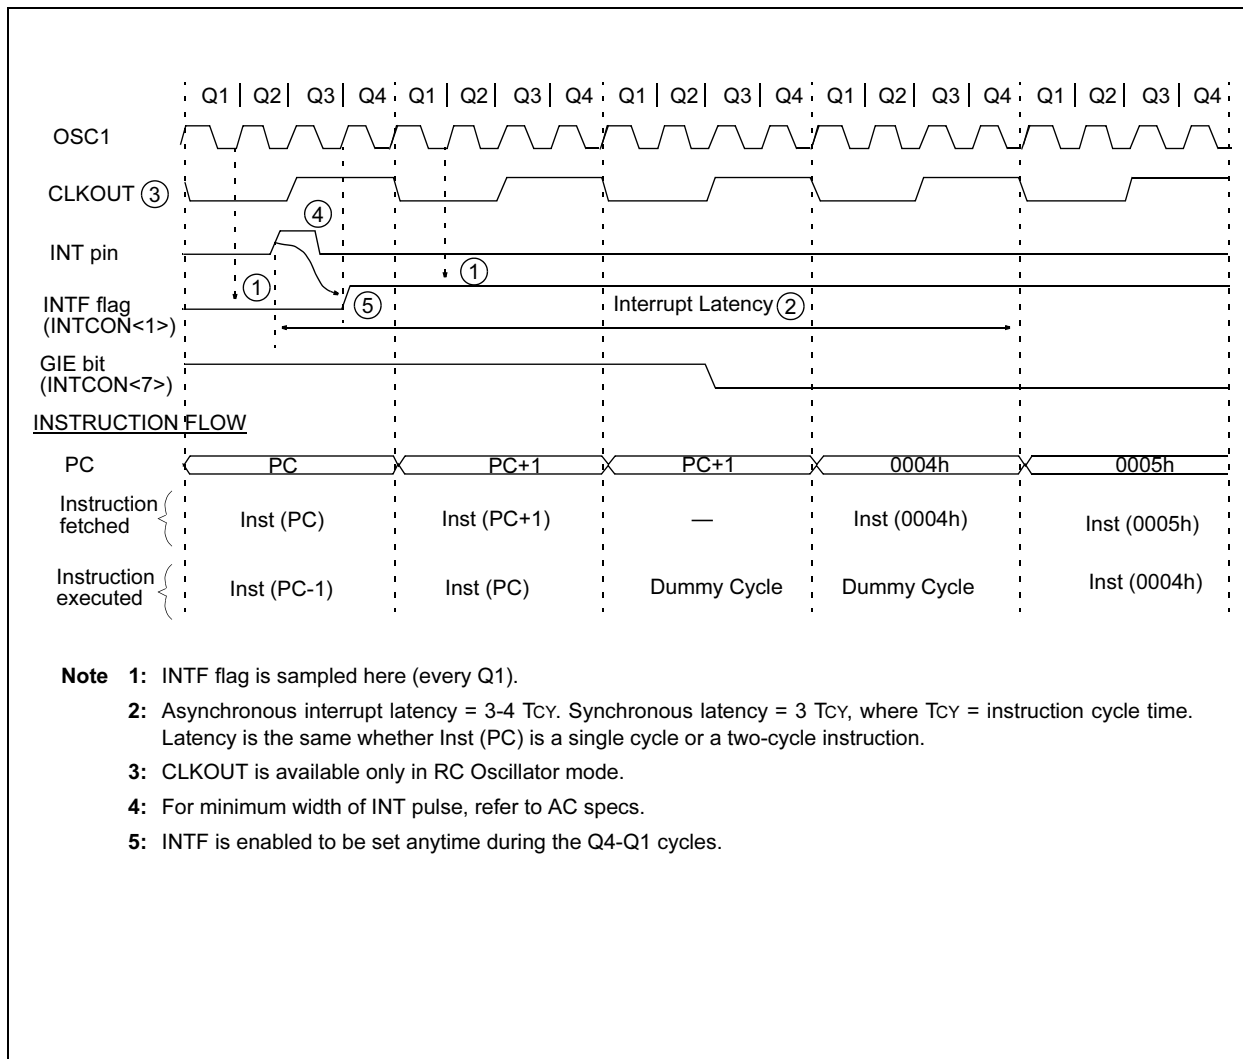 Q1 | Q2 | Q3 | Q4 Q1 | Q2 | Q3 | Q4 Q1 | Q2 | Q3 | Q4 Q1 | Q2 | Q3 | Q4 Q1 | Q2 | Q3 | Q4
OSC1
CLKOUT 3
4
INT pin
1
1
INTF flag
(INTCON<1>)
5
Interrupt Latency 2
GIE bit
(INTCON<7>)
INSTRUCTION FLOW
PC PC PC+1 PC+1 0004h 0005h
Instruction
fetched
Inst (PC) Inst (PC+1) — Inst (0004h) Inst (0005h)
Instruction
executed
Inst (PC-1) Inst (PC) Dummy Cycle Dummy Cycle Inst (0004h)
Note 1: INTF flag is sampled here (every Q1).
2: Asynchronous interrupt latency = 3-4 TCY. Synchronous latency = 3 TCY, where TCY = instruction cycle time.
Latency is the same whether Inst (PC) is a single cycle or a two-cycle instruction.
3: CLKOUT is available only in RC Oscillator mode.
4: For minimum width of INT pulse, refer to AC specs.
5: INTF is enabled to be set anytime during the Q4-Q1 cycles.